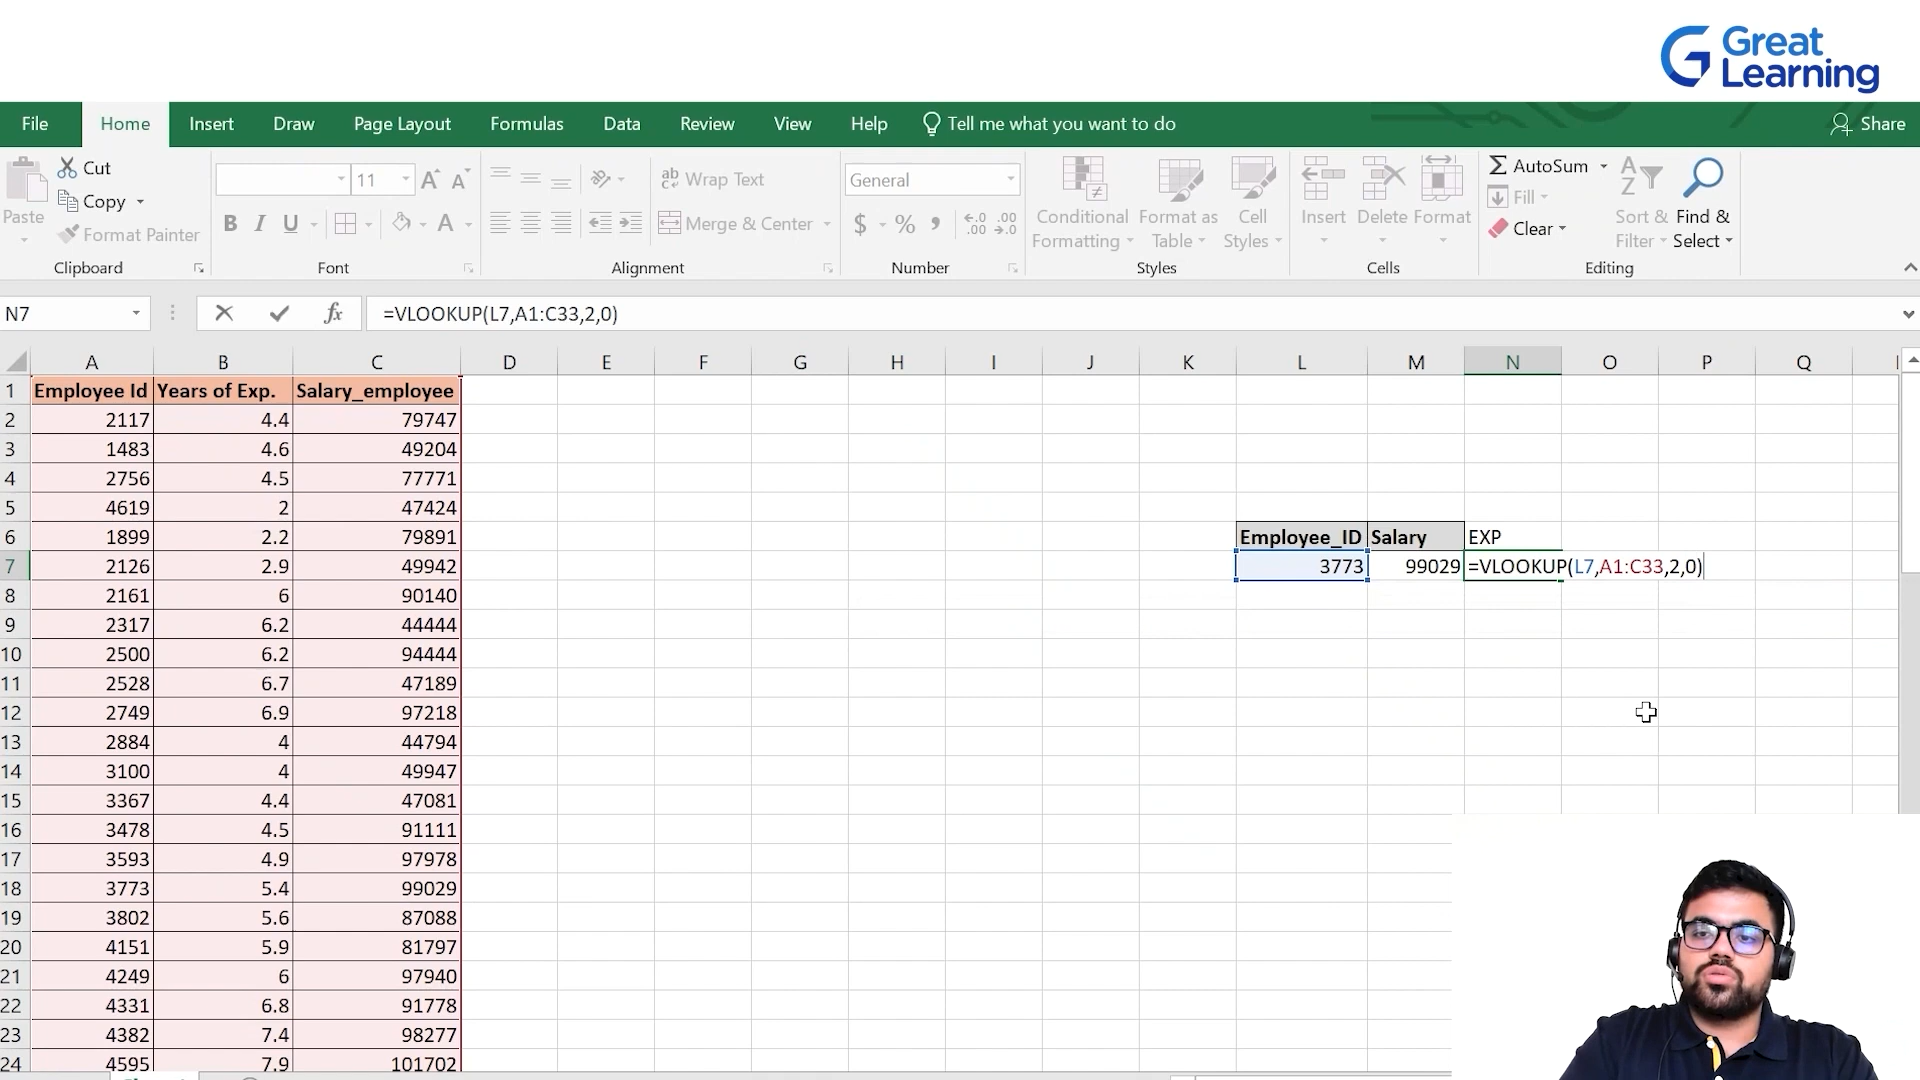 Great
Learning
File Home Insert Draw Page Layout Formulas Data Review View Help Tell me what you want to do Share
Paste
Cut
Copy
Format Painter
Clipboard
11 A A
B I U A
Font
ab Wrap Text
Merge & Center
Alignment
General
$ % , .00 .00
Number
Conditional Formatting
Format as Table
Cell Styles
Styles
Insert Delete Format
Cells
AutoSum
Fill
Clear
Sort & Filter
Find & Select
Editing
N7 fx =VLOOKUP(L7,A1:C33,2,0)
A B C D E F G H I J K L M N O P Q
1 Employee Id Years of Exp. Salary_employee
2 2117 4.4 79747
3 1483 4.6 49204
4 2756 4.5 77771
5 4619 2 47424
6 1899 2.2 79891 Employee_ID Salary EXP
7 2126 2.9 49942 3773 99029 =VLOOKUP(L7,A1:C33,2,0)
8 2161 6 90140
9 2317 6.2 44444
10 2500 6.2 94444
11 2528 6.7 47189
12 2749 6.9 97218
13 2884 4 44794
14 3100 4 49947
15 3367 4.4 47081
16 3478 4.5 91111
17 3593 4.9 97978
18 3773 5.4 99029
19 3802 5.6 87088
20 4151 5.9 81797
21 4249 6 97940
22 4331 6.8 91778
23 4382 7.4 98277
24 4595 7.9 101702